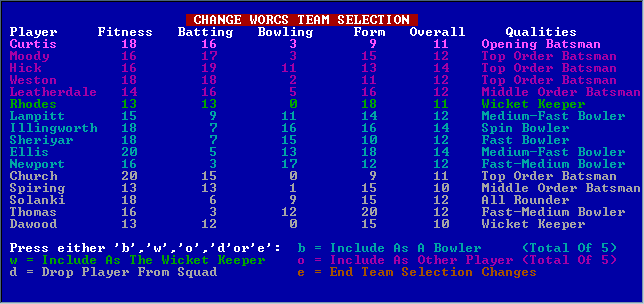 CHANGE WORCS TEAM SELECTION
Player Fitness Batting Bowling Form Overall Qualities
Curtis 18 16 3 9 11 Opening Batsman
Moody 16 17 3 15 12 Top Order Batsman
Hick 16 19 11 13 14 Top Order Batsman
Weston 18 18 2 11 12 Top Order Batsman
Leatherdale 14 16 5 16 12 Middle Order Batsman
Rhodes 13 13 0 18 11 Wicket Keeper
Lampitt 15 9 11 14 12 Medium-Fast Bowler
Illingworth 18 7 16 16 14 Spin Bowler
Sheriyar 18 7 15 10 12 Fast Bowler
Ellis 20 5 13 18 14 Medium-Fast Bowler
Newport 16 3 17 12 12 Fast-Medium Bowler
Church 20 15 0 9 11 Top Order Batsman
Spiring 13 13 1 15 10 Middle Order Batsman
Solanki 18 6 9 15 12 All Rounder
Thomas 16 3 12 20 12 Fast-Medium Bowler
Dawood 13 12 0 15 10 Wicket Keeper
Press either 'b','w','o','d'or'e': b = Include As A Bowler (Total Of 5)
w = Include As The Wicket Keeper o = Include As Other Player (Total Of 5)
d = Drop Player From Squad e = End Team Selection Changes